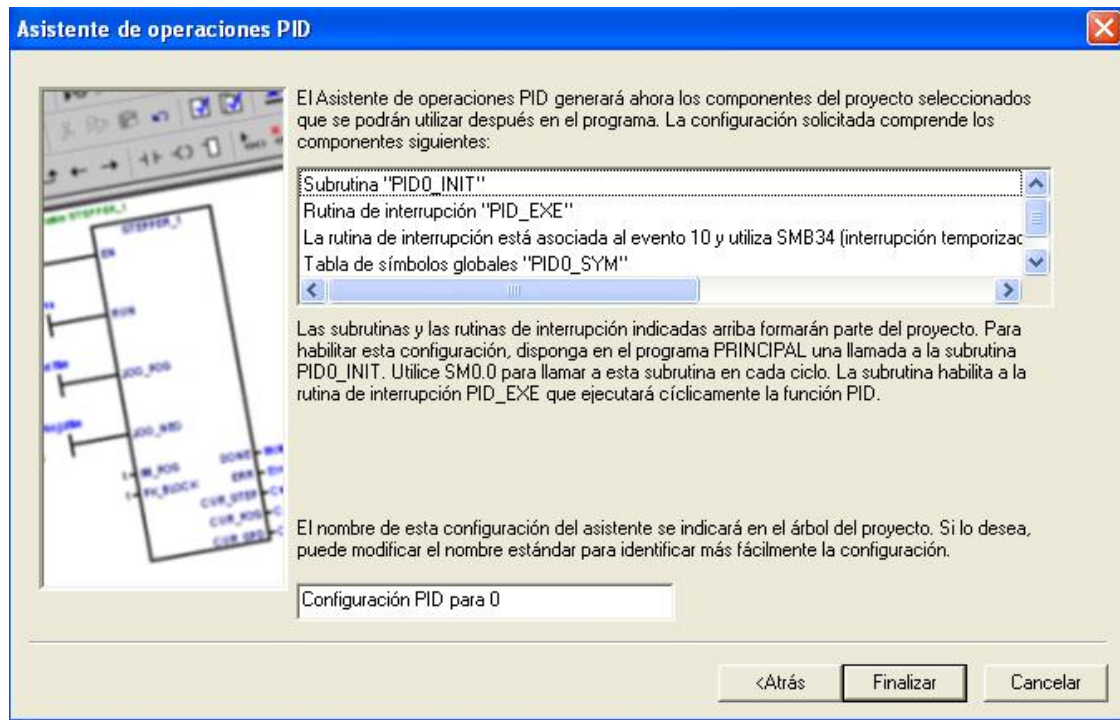 Asistente de operaciones PID
El Asistente de operaciones PID generará ahora los componentes del proyecto seleccionados
que se podrán utilizar después en el programa. La configuración solicitada comprende los
componentes siguientes:
Subrutina "PID0_INIT"
Rutina de interrupción "PID_EXE"
La rutina de interrupción está asociada al evento 10 y utiliza SMB34 (interrupción temporizac
Tabla de símbolos globales "PID0_SYM"
Las subrutinas y las rutinas de interrupción indicadas arriba formarán parte del proyecto. Para
habilitar esta configuración, disponga en el programa PRINCIPAL una llamada a la subrutina
PID0_INIT. Utilice SM0.0 para llamar a esta subrutina en cada ciclo. La subrutina habilita a la
rutina de interrupción PID_EXE que ejecutará cíclicamente la función PID.
El nombre de esta configuración del asistente se indicará en el árbol del proyecto. Si lo desea,
puede modificar el nombre estándar para identificar más fácilmente la configuración.
Configuración PID para 0
STEPPER_1
EN
RUN
JOG_POS
JOG_NEG
DONE
ERR
<Atrás
Finalizar
Cancelar